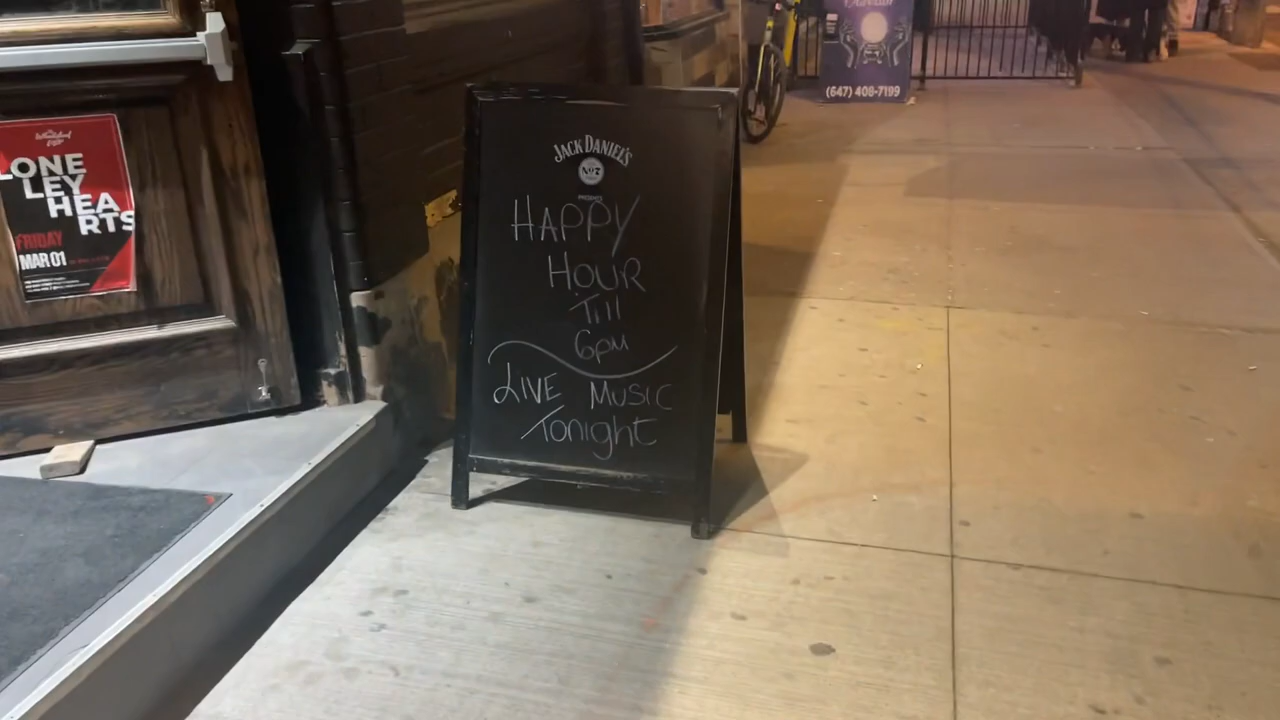 LONE
LEY
HEA
RTS
FRIDAY
MAR 01
JACK DANIEL'S
HAPPY
HOUR
Till
6pm
LIVE MUSIC
Tonight
(647) 408-7199